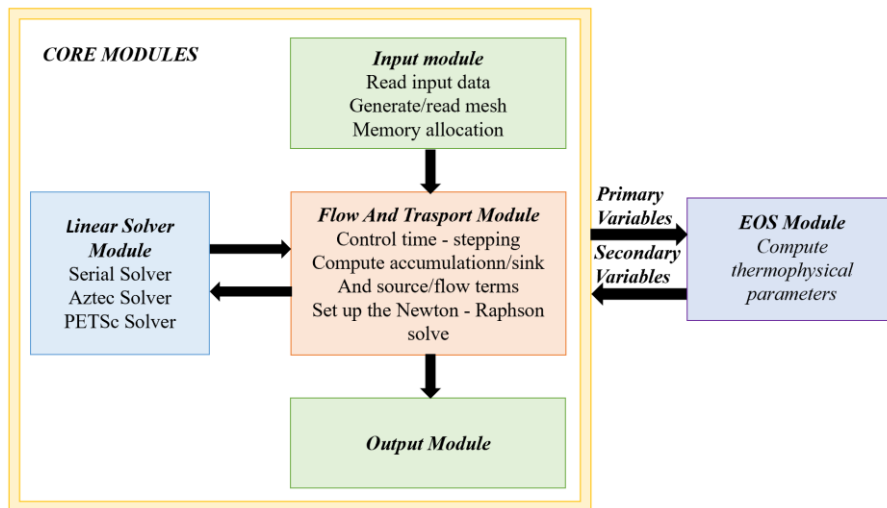 CORE MODULES
Input module
Read input data
Generate/read mesh
Memory allocation
Linear Solver
Module
Serial Solver
Aztec Solver
PETSc Solver
Flow And Trasport Module
Control time - stepping
Compute accumulationn/sink
And source/flow terms
Set up the Newton - Raphson
solve
Primary
Variables
Secondary
Variables
EOS Module
Compute
thermophysical
parameters
Output Module